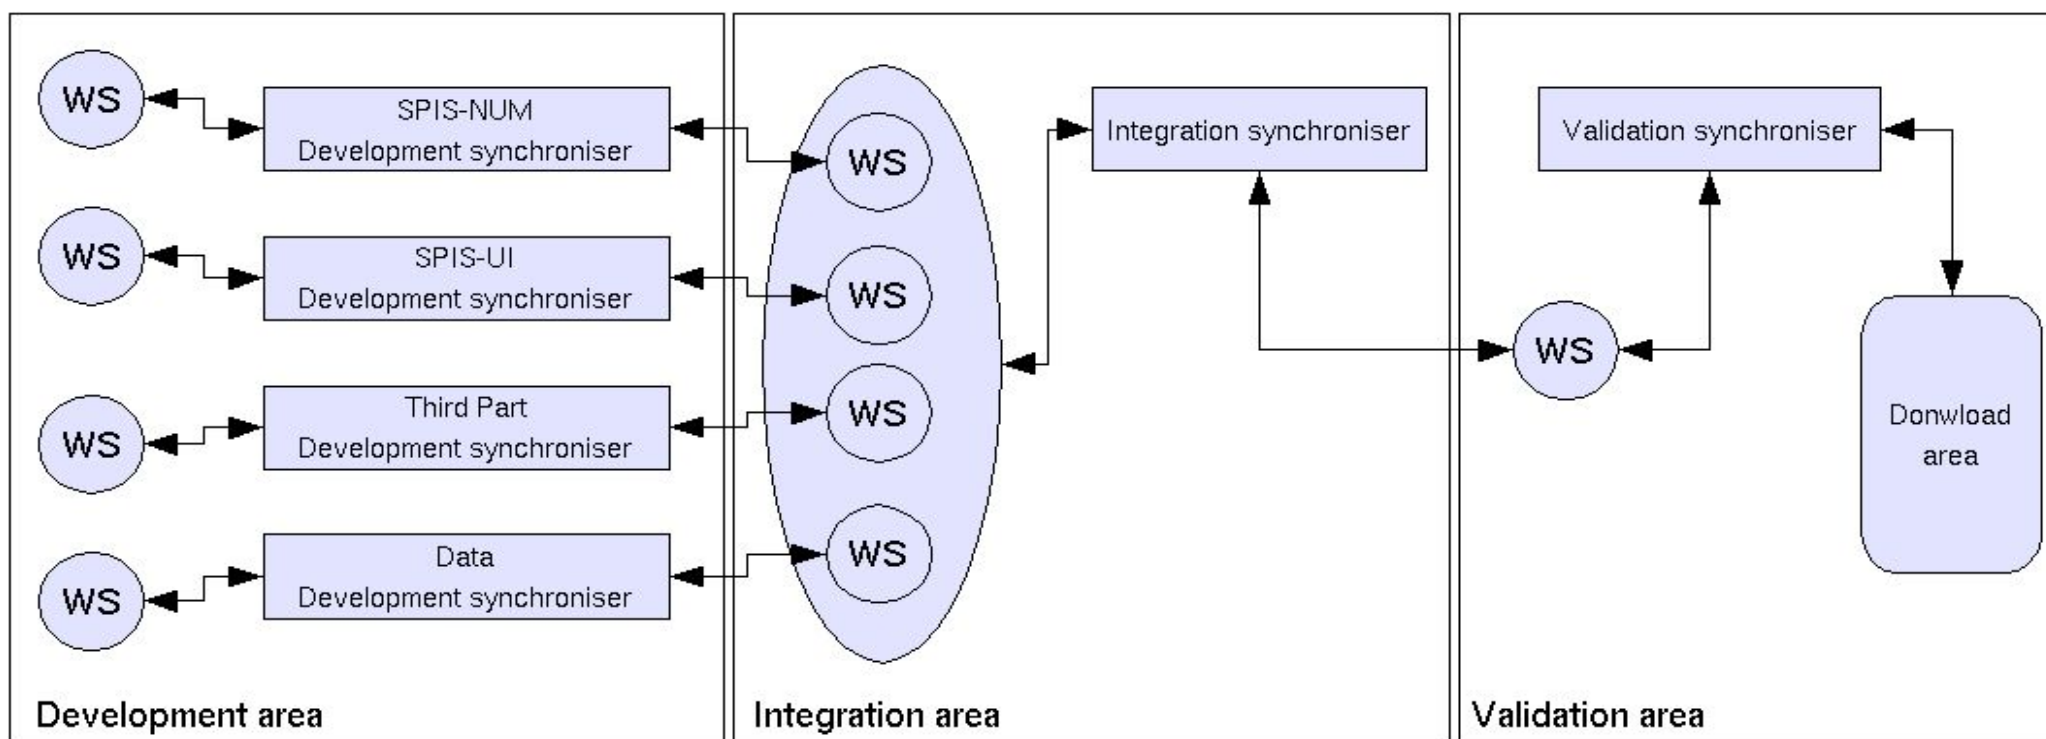 WS
SPIS-NUM
Development synchroniser
WS
SPIS-UI
Development synchroniser
WS
Third Part
Development synchroniser
WS
Data
Development synchroniser
Development area
WS
WS
WS
WS
Integration synchroniser
Integration area
Validation synchroniser
WS
Donwload
area
Validation area